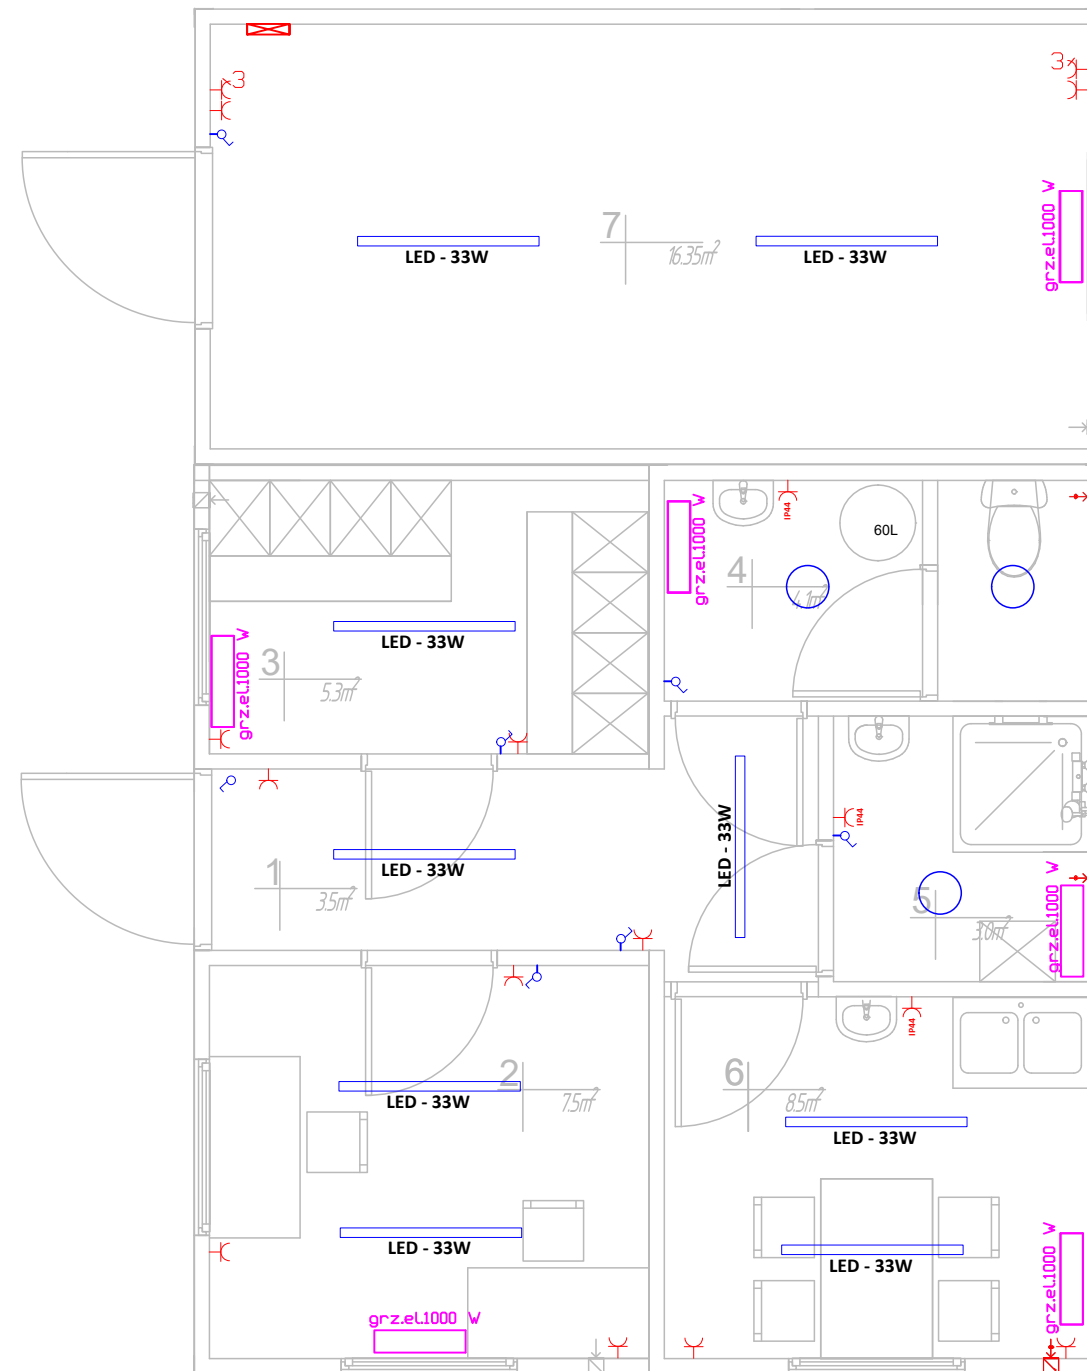 3
3x
grz.el.1000 W
7
16.35m²
LED - 33W
LED - 33W
grz.el.1000 W
IP44
60L
4
4.1m²
LED - 33W
3
5.3m²
grz.el.1000 W
LED - 33W
IP44
1
3.5m²
LED - 33W
5
3.0m²
grz.el.1000 W
IP44
2
7.5m²
LED - 33W
6
8.5m²
LED - 33W
LED - 33W
LED - 33W
grz.el.1000 W
grz.el.1000 W